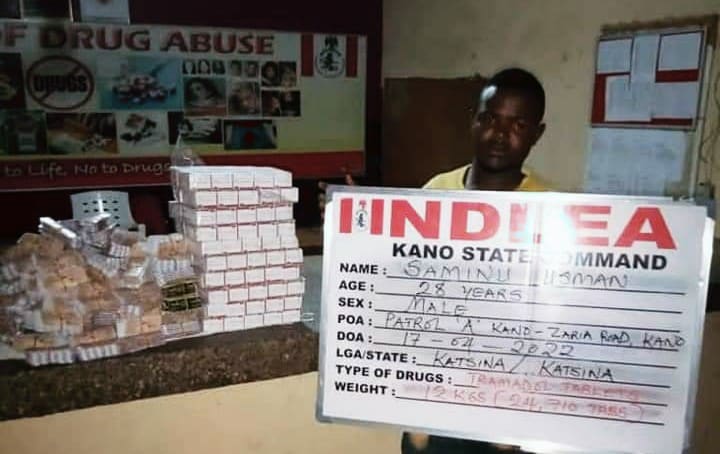 OF DRUG ABUSE
DRUGS
to Life, No to Drugs
NDLEA
KANO STATE COMMAND
NAME : SAMINU USMAN
AGE : 28 YEARS
SEX : MALE
POA : PATROL 'A' KANO-ZARIA ROAD, KANO
DOA : 17-04-2022
LGA/STATE : KATSINA / KATSINA
TYPE OF DRUGS : TRAMADOL TABLETS
WEIGHT : 12 KGS (24,710 TABS)